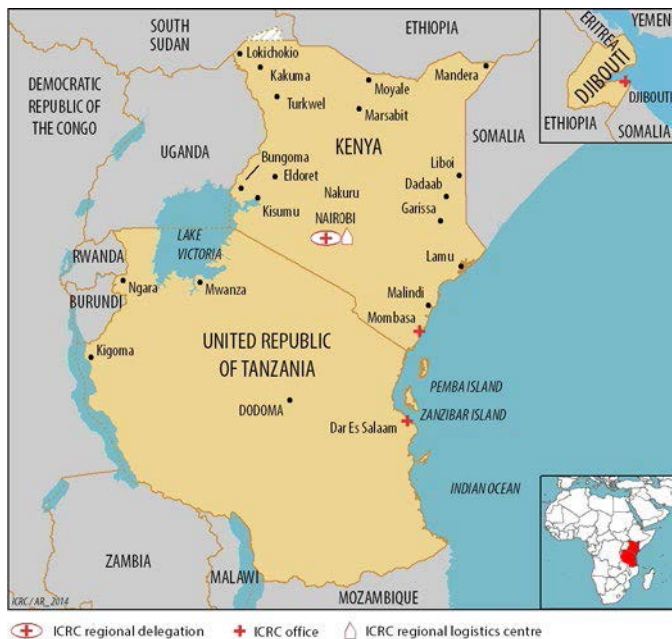 SOUTH
SUDAN
ETHIOPIA
ERITREA
YEMEN
DJIBOUTI
DJIBOUTI
ETHIOPIA
SOMALIA
DEMOCRATIC
REPUBLIC OF
THE CONGO
UGANDA
Lokichokio
Kakuma
Turkwel
Moyale
Marsabit
Mandera
KENYA
SOMALIA
Bungoma
Eldoret
Kisumu
Nakuru
NAIROBI
Liboi
Dadaab
Garissa
Lamu
LAKE
VICTORIA
RWANDA
BURUNDI
Ngara
Mwanza
Malindi
Mombasa
Kigoma
UNITED REPUBLIC
OF TANZANIA
DODOMA
Dar Es Salaam
PEMBA ISLAND
ZANZIBAR ISLAND
INDIAN OCEAN
ZAMBIA
MALAWI
MOZAMBIQUE
ICRC / AR_2014
ICRC regional delegation
ICRC office
ICRC regional logistics centre